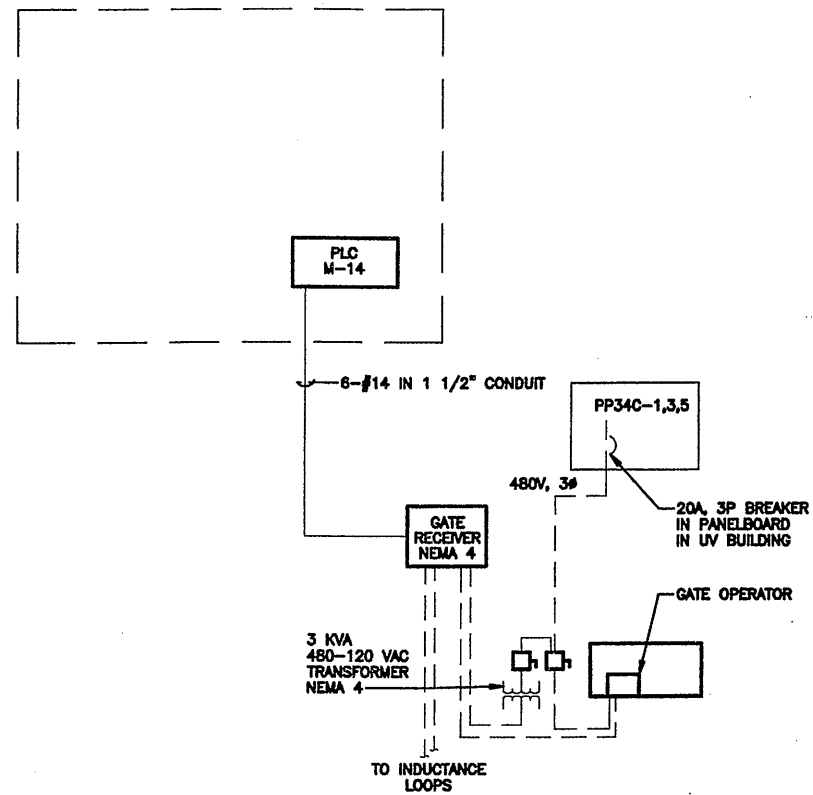 PLC
M-14
6-#14 IN 1 1/2" CONDUIT
PP34C-1,3,5
480V, 3ø
20A, 3P BREAKER
IN PANELBOARD
IN UV BUILDING
GATE
RECEIVER
NEMA 4
GATE OPERATOR
3 KVA
480-120 VAC
TRANSFORMER
NEMA 4
TO INDUCTANCE
LOOPS